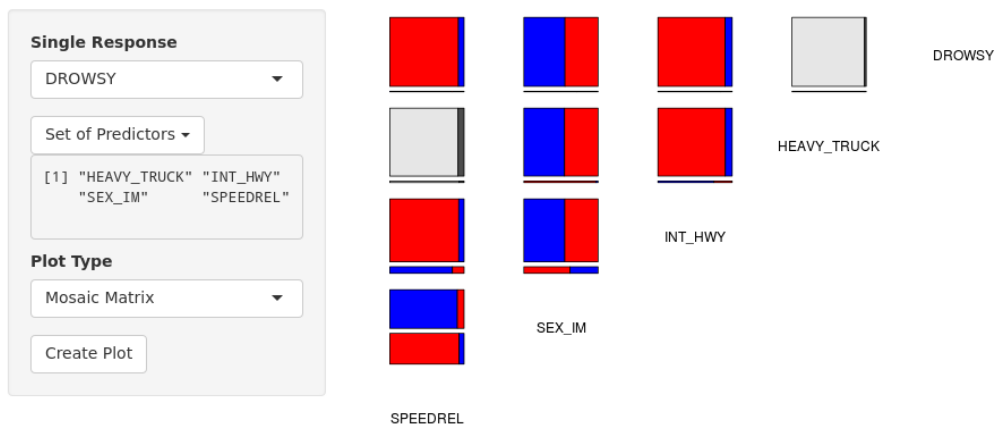 Single Response
DROWSY
Set of Predictors
[1] "HEAVY_TRUCK" "INT_HWY"
"SEX_IM" "SPEEDREL"
Plot Type
Mosaic Matrix
Create Plot
DROWSY
HEAVY_TRUCK
INT_HWY
SEX_IM
SPEEDREL